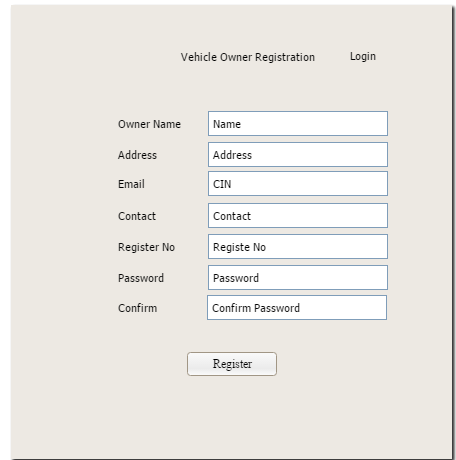 Vehicle Owner Registration Login
Owner Name Name
Address Address
Email CIN
Contact Contact
Register No Registe No
Password Password
Confirm Confirm Password
Register